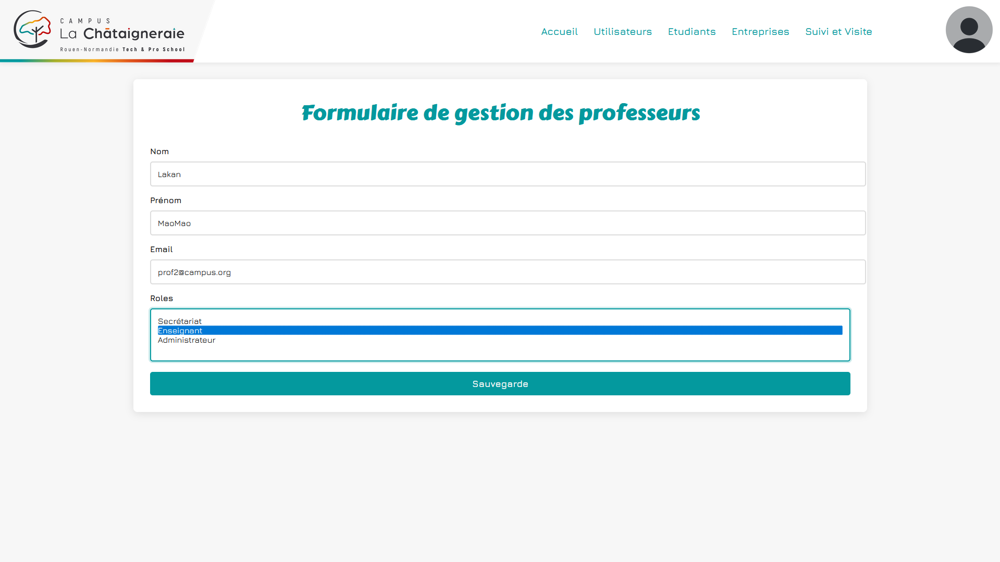 CAMPUS
La Châtaigneraie
Rouen-Normandie Tech & Pro School
Accueil
Utilisateurs
Etudiants
Entreprises
Suivi et Visite
Formulaire de gestion des professeurs
Nom
Lakan
Prénom
MaoMao
Email
prof2@campus.org
Roles
Secrétariat
Enseignant
Administrateur
Sauvegarde